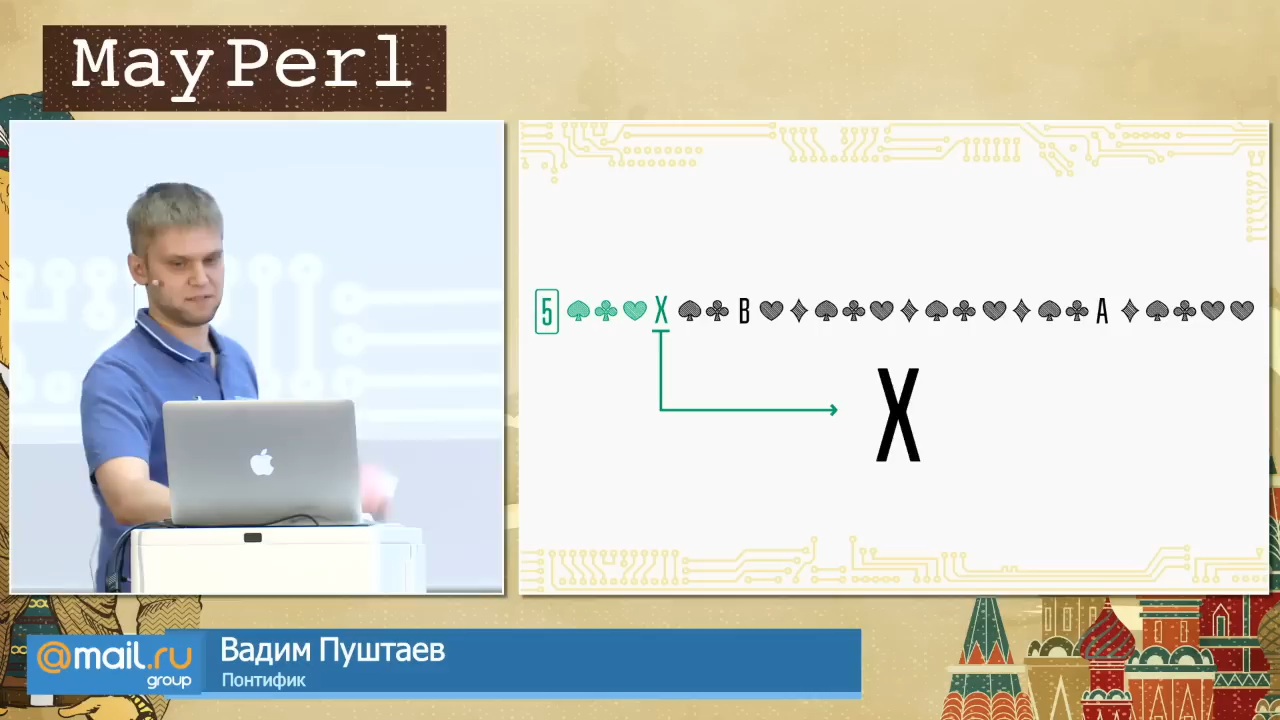 MayPerl
5 ♠ ♣ ♥ X ♠ ♣ B ♥ ♦ ♠ ♣ ♥ ♦ ♠ ♣ ♥ ♦ ♠ ♣ A ♦ ♠ ♣ ♥ ♥
X
@mail.ru
group
Вадим Пуштаев
Понтифик